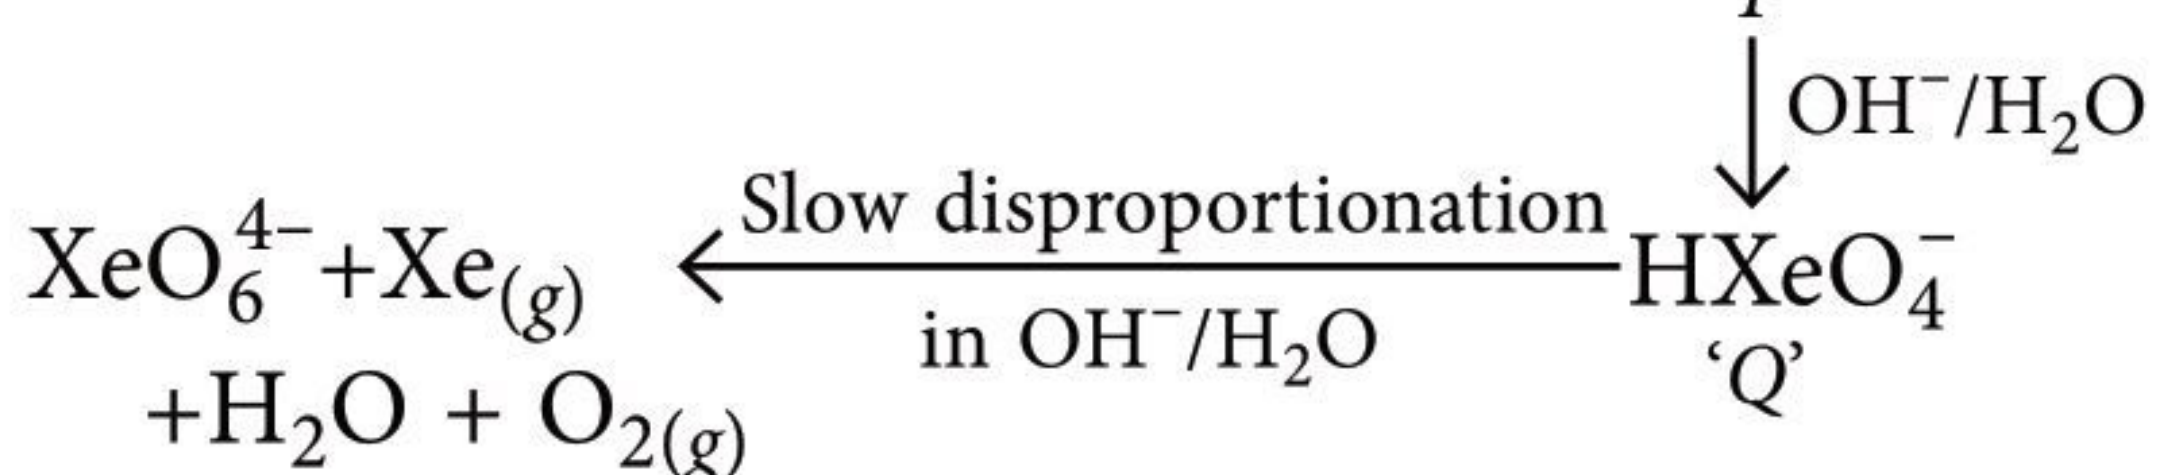 OH⁻/H₂O
Slow disproportionation
XeO₆⁴⁻+Xe₍g₎ ← HXeO₄⁻
in OH⁻/H₂O
‘Q’
+H₂O + O₂(g)